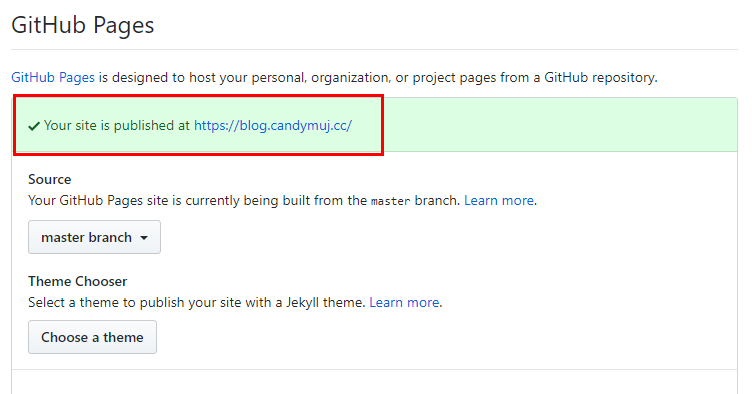 GitHub Pages
GitHub Pages is designed to host your personal, organization, or project pages from a GitHub repository.
Your site is published at https://blog.candymuj.cc/
Source
Your GitHub Pages site is currently being built from the master branch. Learn more.
master branch
Theme Chooser
Select a theme to publish your site with a Jekyll theme. Learn more.
Choose a theme